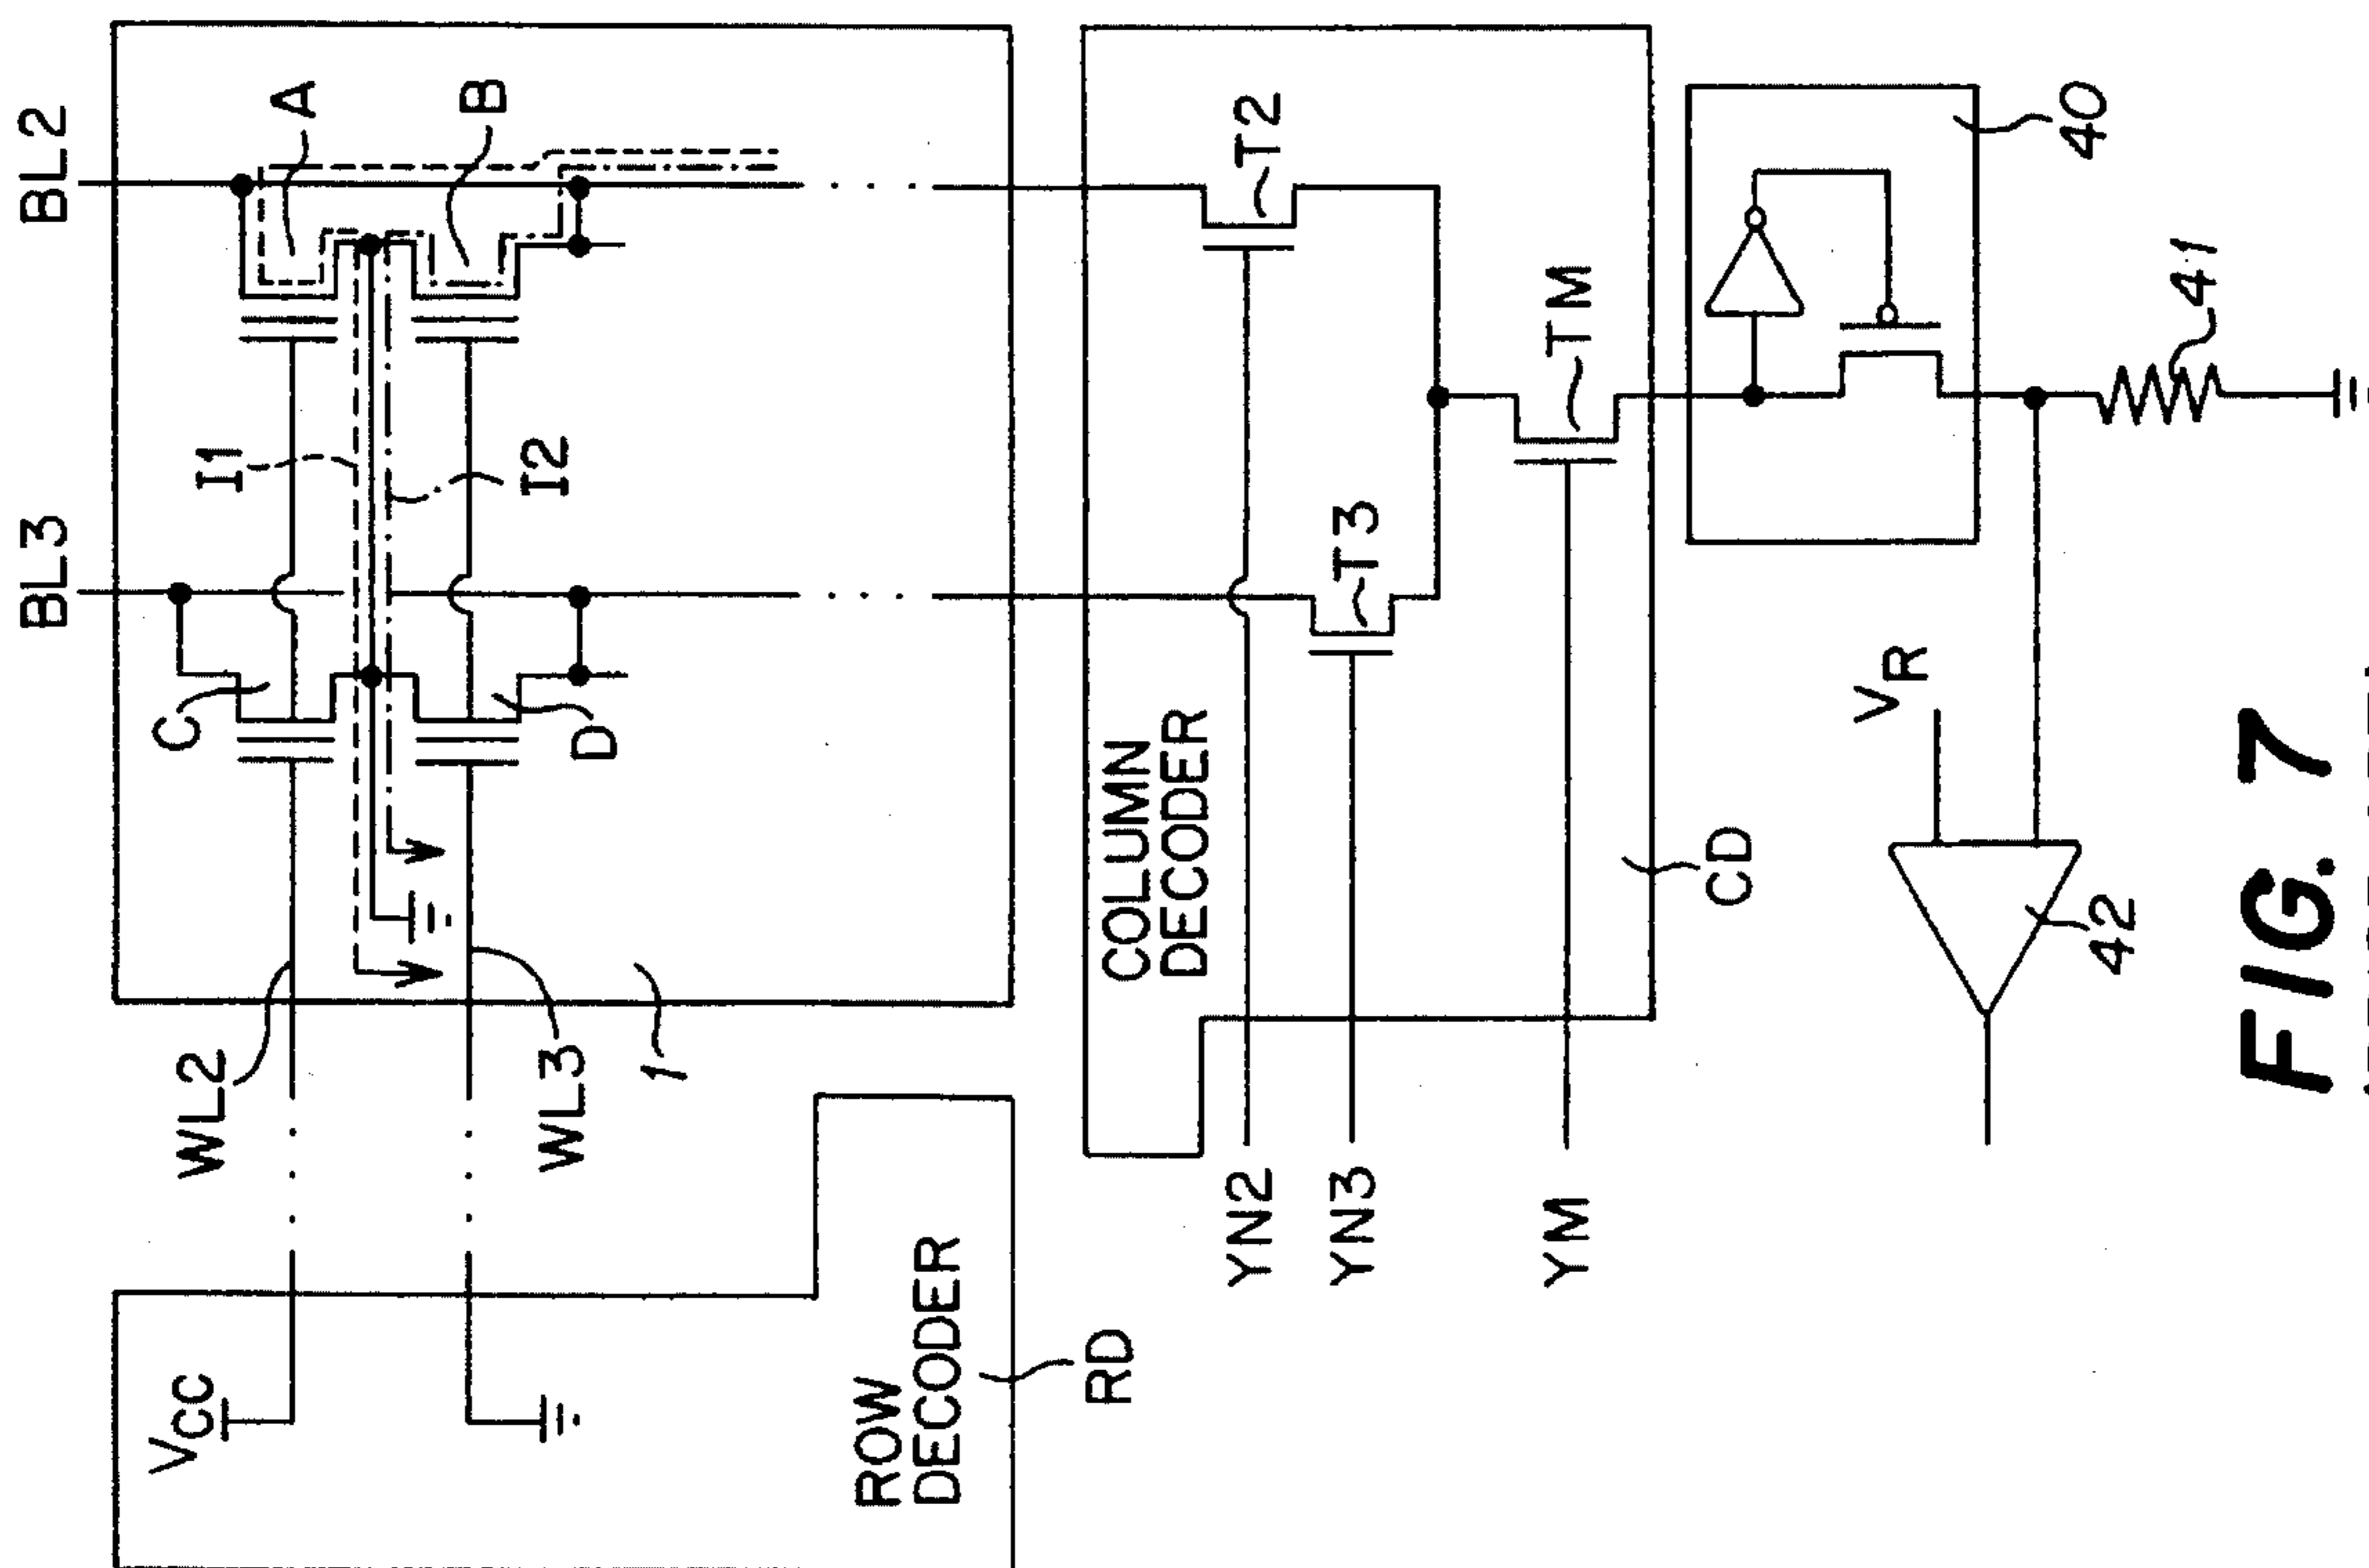 BL2
BL3
A
B
I1
I2
C
D
WL2
WL3
1
VCC
ROW
DECODER
RD
COLUMN
DECODER
T2
T3
TM
YN2
YN3
YM
CD
40
41
VR
42
FIG. 7